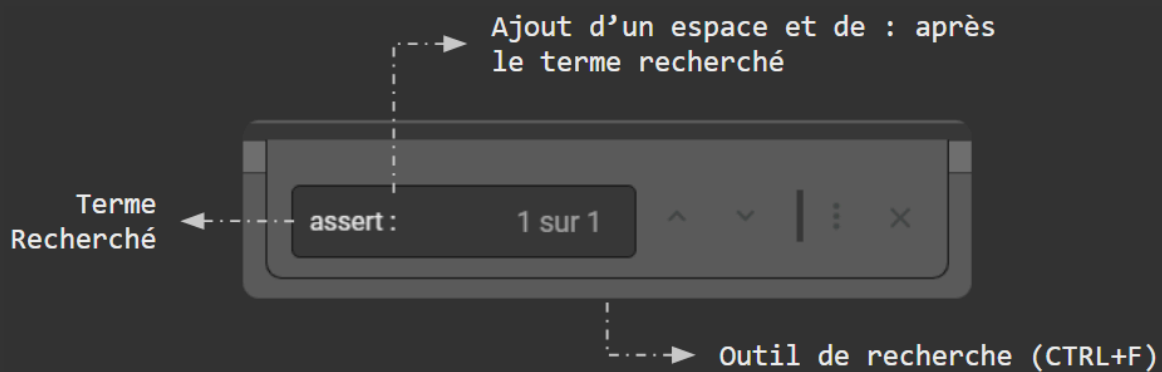 Ajout d’un espace et de : après
le terme recherché
Terme
Recherché
assert :
1 sur 1
Outil de recherche (CTRL+F)